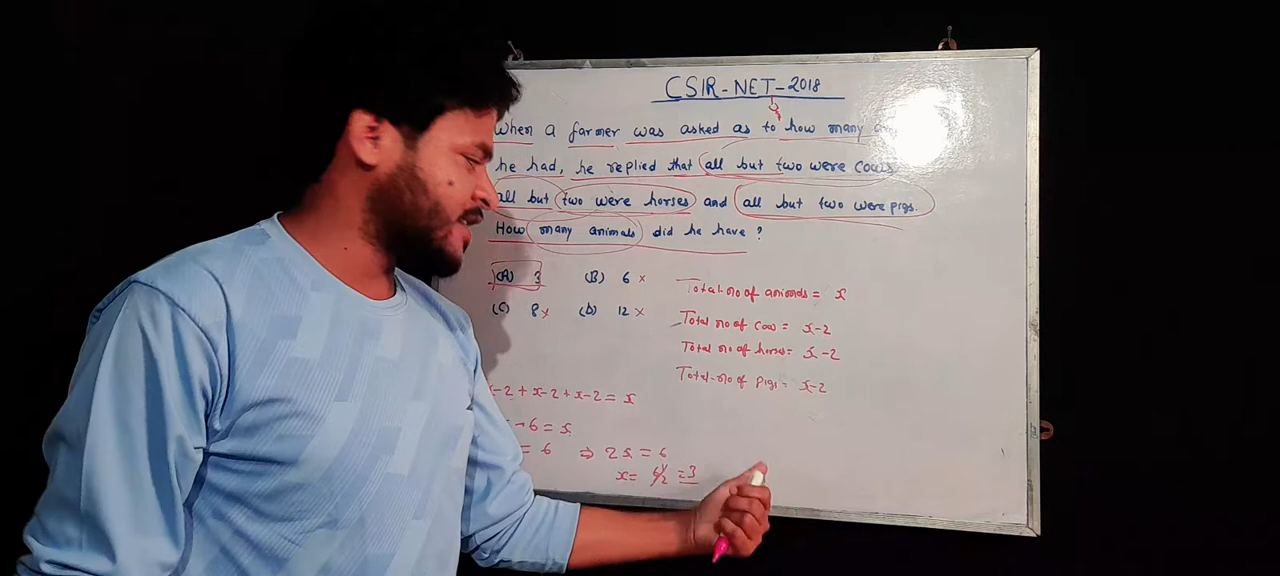 CSIR-NET-2018
Q
When a farmer was asked as to how many
he had, he replied that all but two were cows
all but two were horses and all but two were pigs.
How many animals did he have?
(A) 3 (B) 6 x
(C) 8 x (D) 12 x
Total no of animals = x
Total no of cow = x-2
Total no of horse = x-2
Total no of Pigs = x-2
-2 + x-2 + x-2 = x
-6 = x
= 6 ⇒ 2x = 6
x = 6/2 = 3